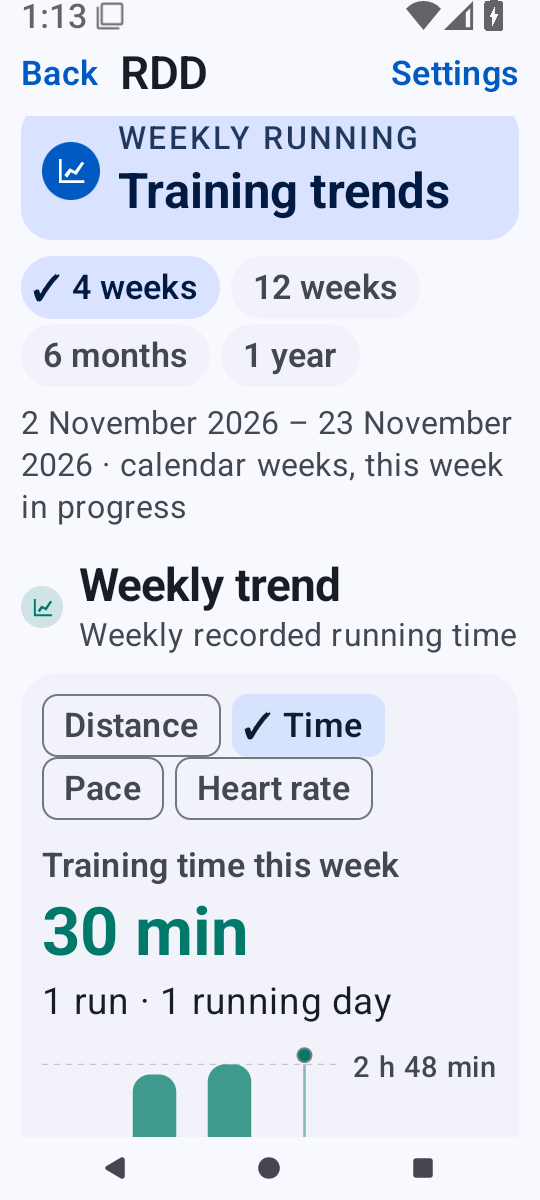 1:13
Back RDD Settings
WEEKLY RUNNING
Training trends
✓ 4 weeks 12 weeks
6 months 1 year
2 November 2026 – 23 November
2026 · calendar weeks, this week
in progress
Weekly trend
Weekly recorded running time
Distance ✓ Time
Pace Heart rate
Training time this week
30 min
1 run · 1 running day
2 h 48 min